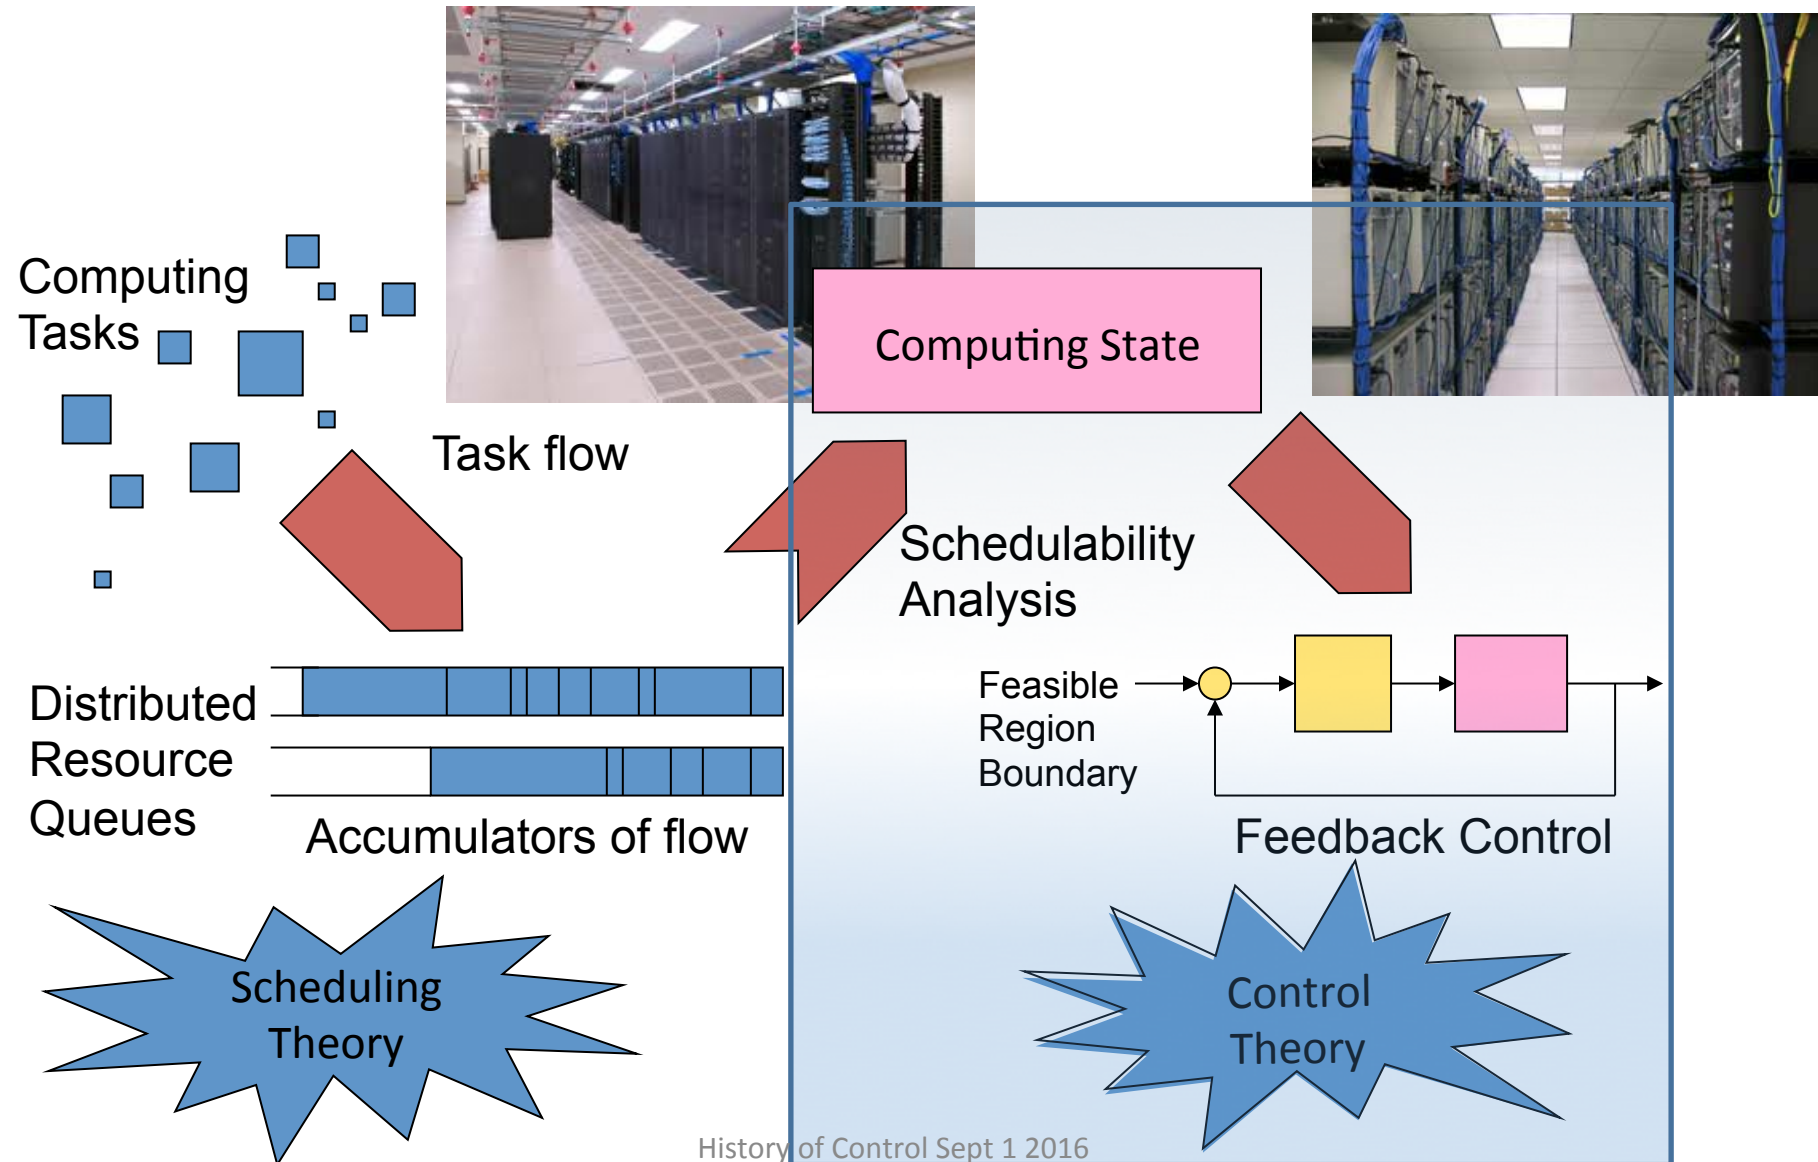 Computing
Tasks
Computing State
Task flow
Schedulability
Analysis
Distributed
Resource
Queues
Feasible
Region
Boundary
Accumulators of flow
Feedback Control
Scheduling
Theory
Control
Theory
History of Control Sept 1 2016